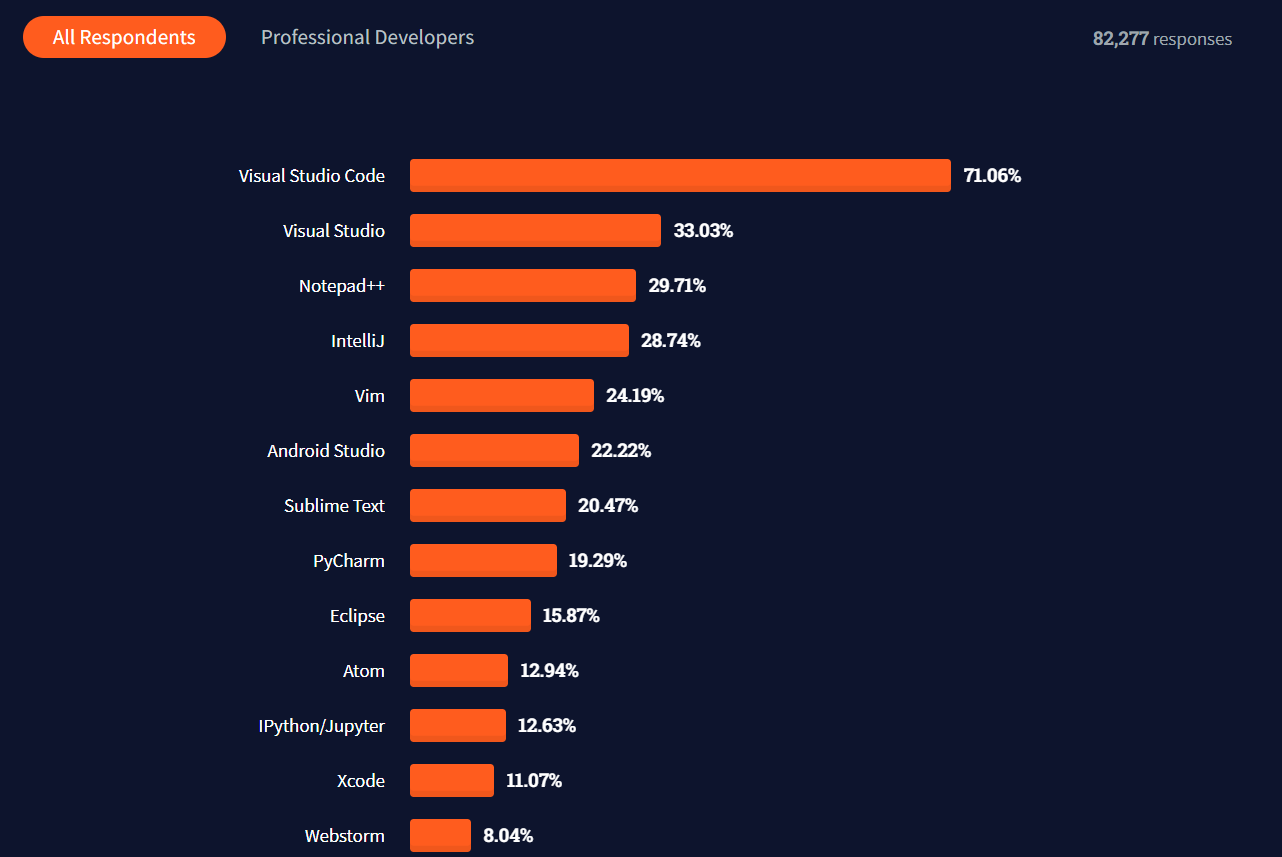 All Respondents Professional Developers 82,277 responses
Visual Studio Code 71.06%
Visual Studio 33.03%
Notepad++ 29.71%
IntelliJ 28.74%
Vim 24.19%
Android Studio 22.22%
Sublime Text 20.47%
PyCharm 19.29%
Eclipse 15.87%
Atom 12.94%
IPython/Jupyter 12.63%
Xcode 11.07%
Webstorm 8.04%